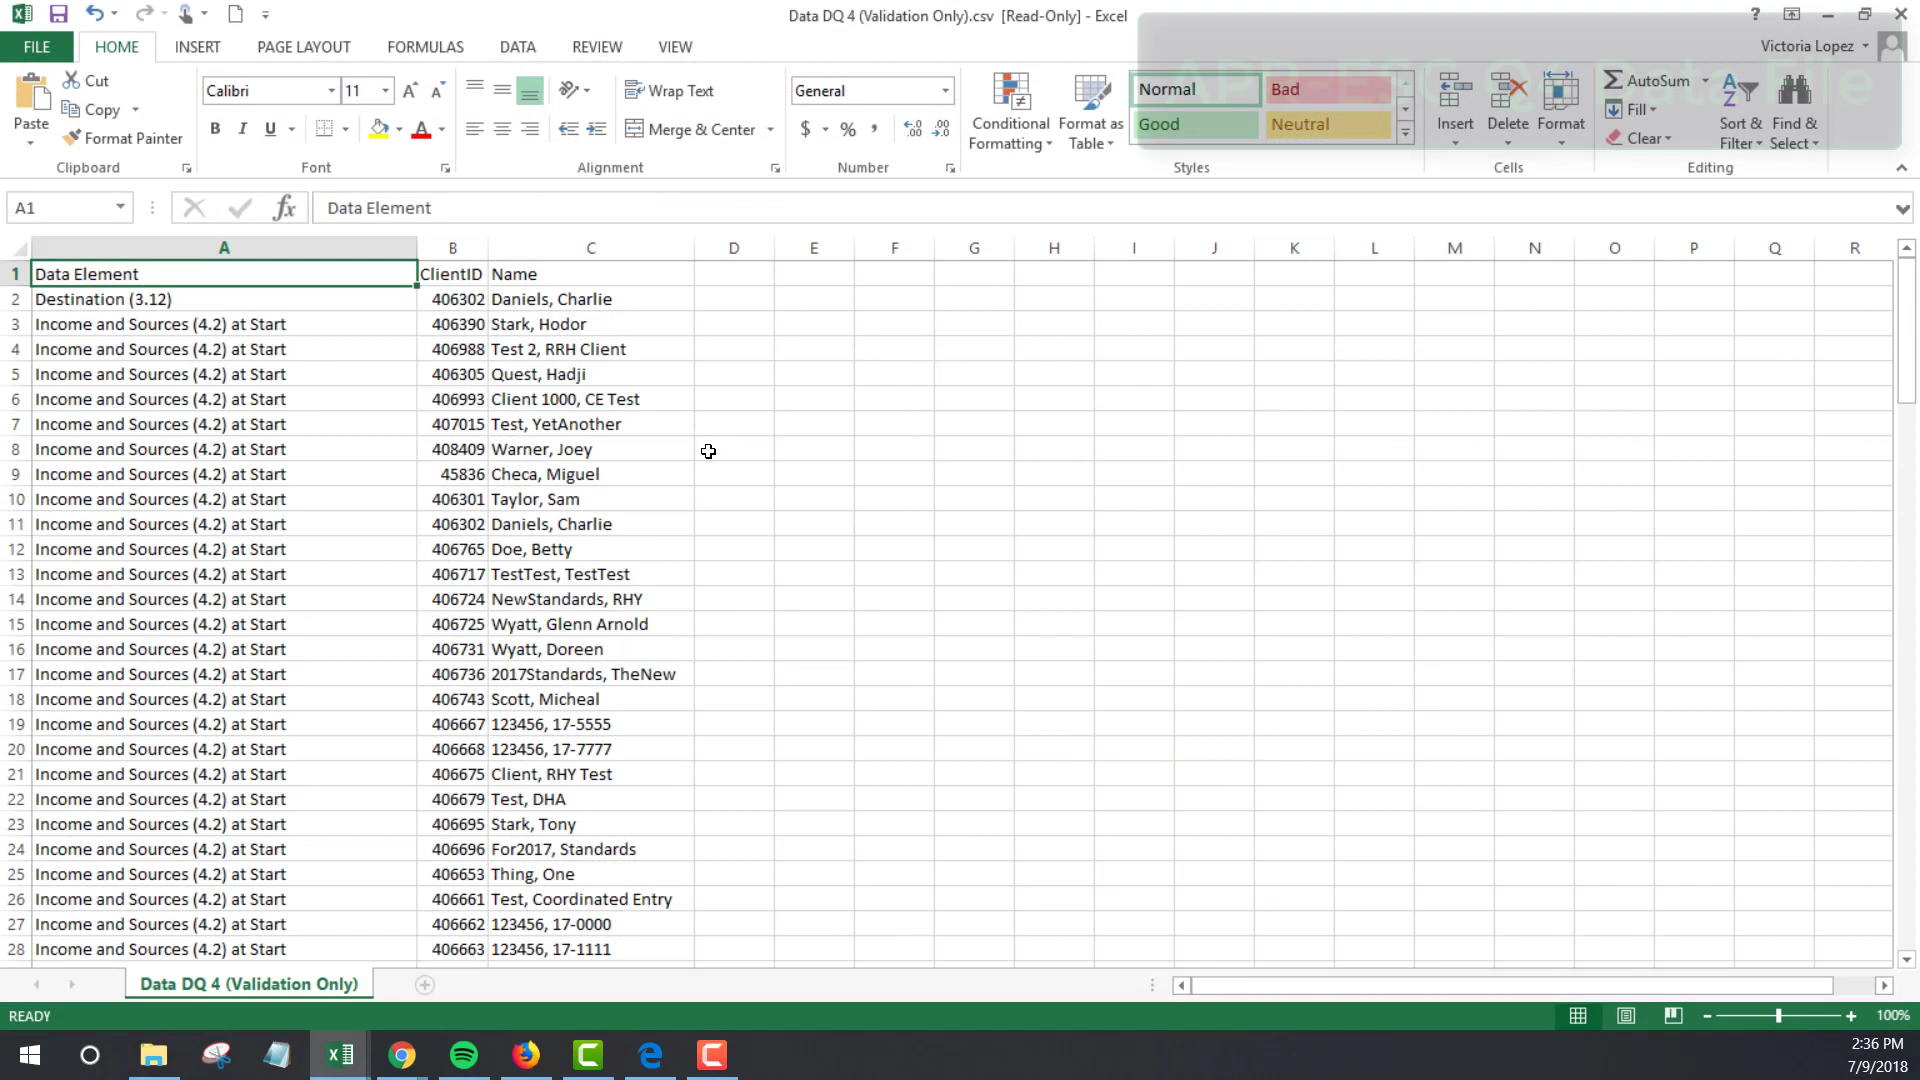 Data DQ 4 (Validation Only).csv [Read-Only] - Excel
?
FILE HOME INSERT PAGE LAYOUT FORMULAS DATA REVIEW VIEW
Victoria Lopez
Paste
Cut
Copy
Format Painter
Clipboard
Calibri 11
B I U
Font
Wrap Text
Merge & Center
Alignment
General
$ % ,
Number
Conditional Formatting
Format as Table
Normal Bad
Good Neutral
Styles
Insert Delete Format
Cells
AutoSum
Fill
Clear
Sort & Filter
Find & Select
Editing
A1
fx
Data Element
A B C D E F G H I J K L M N O P Q R
1 Data Element ClientID Name
2 Destination (3.12) 406302 Daniels, Charlie
3 Income and Sources (4.2) at Start 406390 Stark, Hodor
4 Income and Sources (4.2) at Start 406988 Test 2, RRH Client
5 Income and Sources (4.2) at Start 406305 Quest, Hadji
6 Income and Sources (4.2) at Start 406993 Client 1000, CE Test
7 Income and Sources (4.2) at Start 407015 Test, YetAnother
8 Income and Sources (4.2) at Start 408409 Warner, Joey
9 Income and Sources (4.2) at Start 45836 Checa, Miguel
10 Income and Sources (4.2) at Start 406301 Taylor, Sam
11 Income and Sources (4.2) at Start 406302 Daniels, Charlie
12 Income and Sources (4.2) at Start 406765 Doe, Betty
13 Income and Sources (4.2) at Start 406717 TestTest, TestTest
14 Income and Sources (4.2) at Start 406724 NewStandards, RHY
15 Income and Sources (4.2) at Start 406725 Wyatt, Glenn Arnold
16 Income and Sources (4.2) at Start 406731 Wyatt, Doreen
17 Income and Sources (4.2) at Start 406736 2017Standards, TheNew
18 Income and Sources (4.2) at Start 406743 Scott, Micheal
19 Income and Sources (4.2) at Start 406667 123456, 17-5555
20 Income and Sources (4.2) at Start 406668 123456, 17-7777
21 Income and Sources (4.2) at Start 406675 Client, RHY Test
22 Income and Sources (4.2) at Start 406679 Test, DHA
23 Income and Sources (4.2) at Start 406695 Stark, Tony
24 Income and Sources (4.2) at Start 406696 For2017, Standards
25 Income and Sources (4.2) at Start 406653 Thing, One
26 Income and Sources (4.2) at Start 406661 Test, Coordinated Entry
27 Income and Sources (4.2) at Start 406662 123456, 17-0000
28 Income and Sources (4.2) at Start 406663 123456, 17-1111
Data DQ 4 (Validation Only)
READY
100%
2:36 PM
7/9/2018